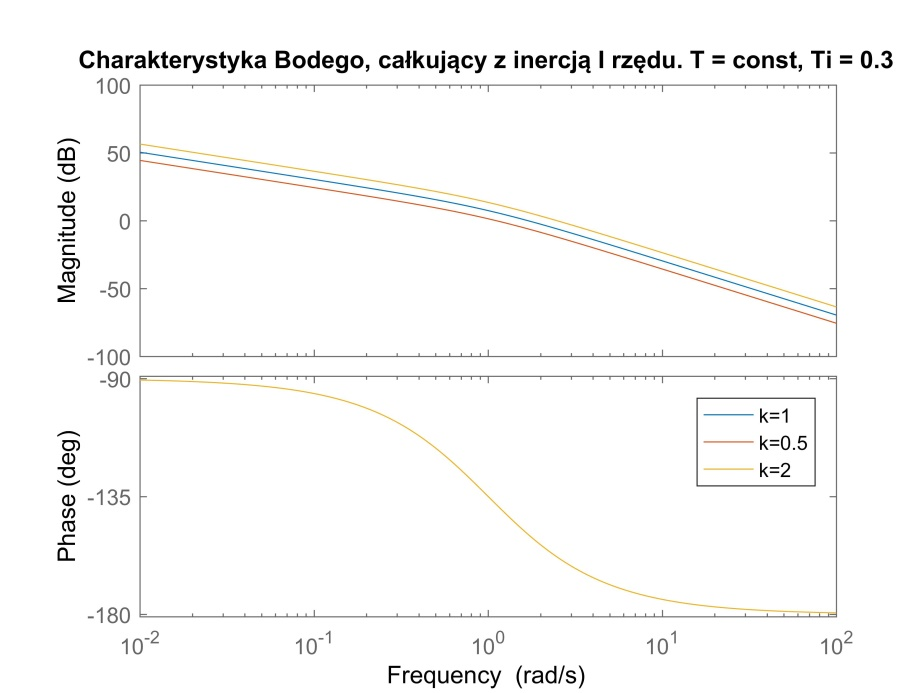 Charakterystyka Bodego, całkujący z inercją I rzędu. T = const, Ti = 0.3
100
50
0
-50
-100
Magnitude (dB)
-90
-135
-180
Phase (deg)
k=1
k=0.5
k=2
10^-2
10^-1
10^0
10^1
10^2
Frequency (rad/s)